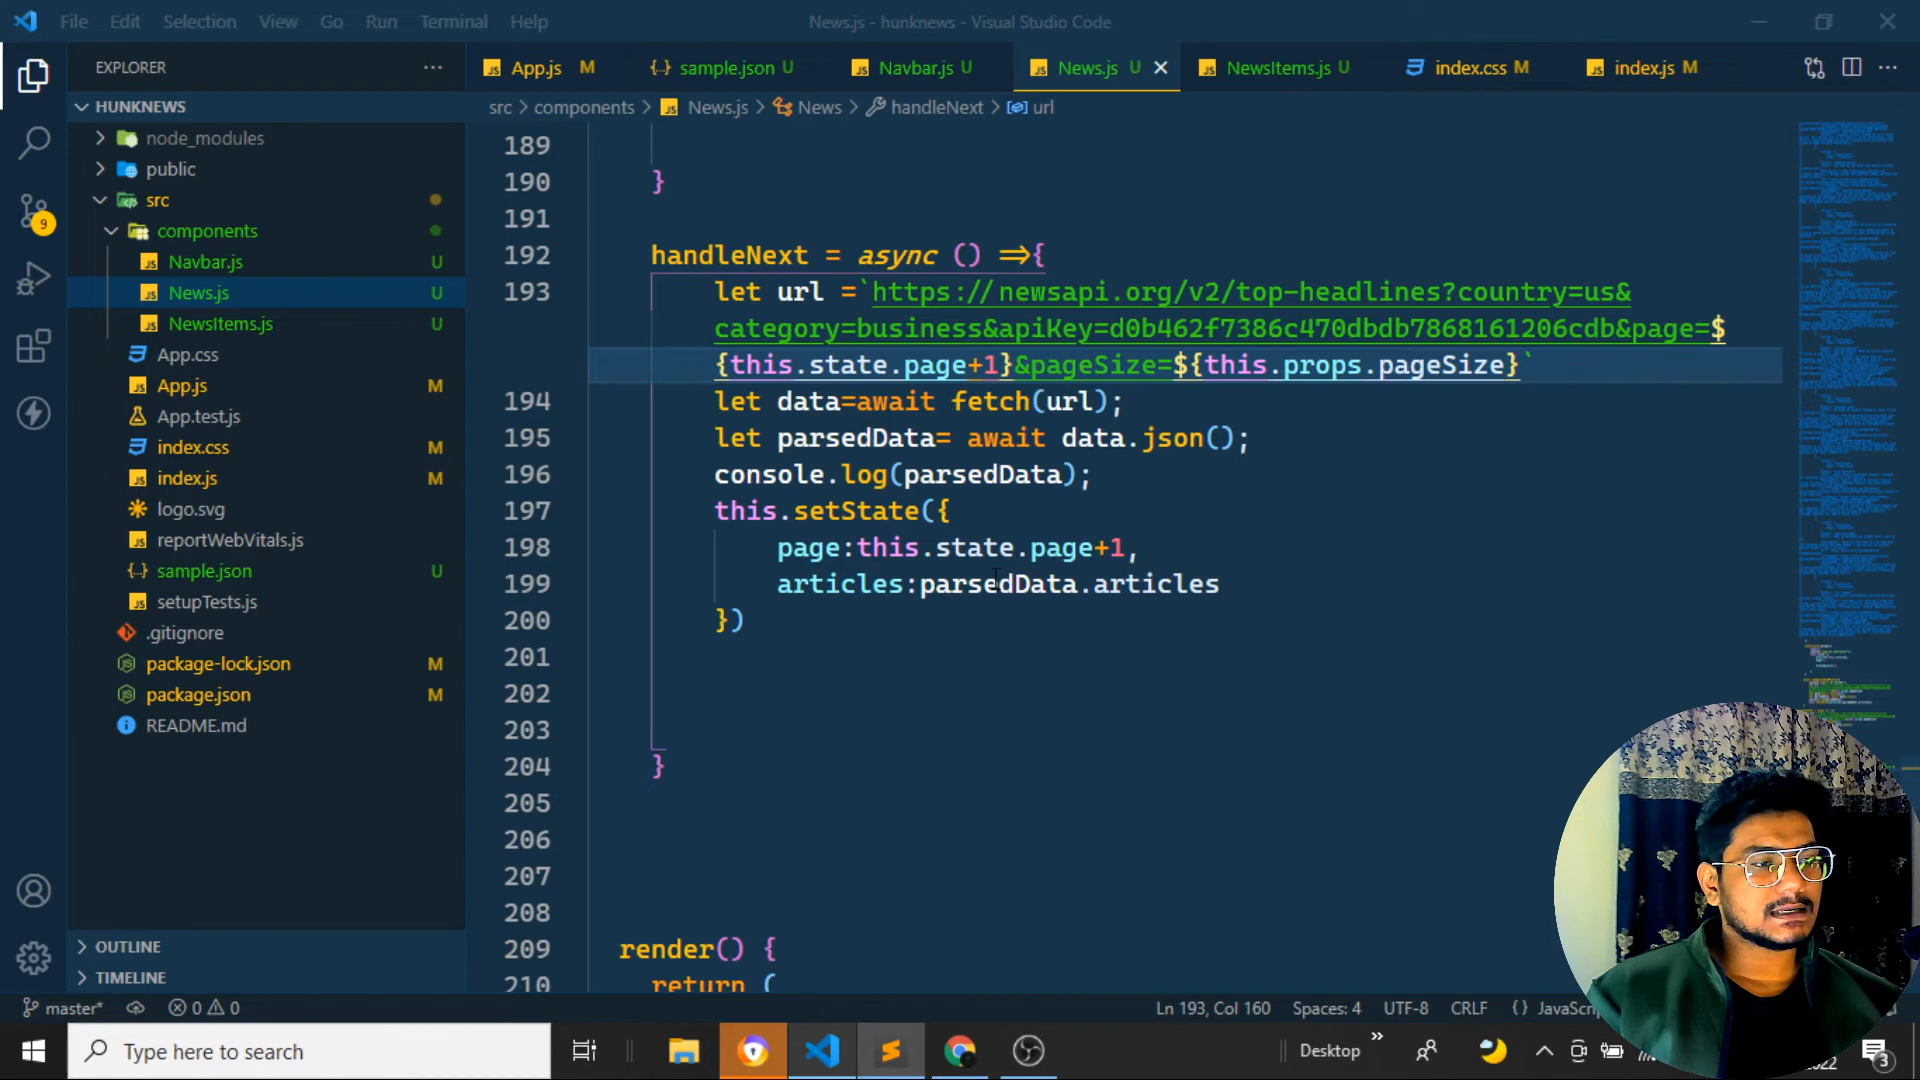 File Edit Selection View Go Run Terminal Help
News.js - hunknews - Visual Studio Code
EXPLORER
App.js M
sample.json U
Navbar.js U
News.js U
NewsItems.js U
index.css M
index.js M
HUNKNEWS
src > components > News.js > News > handleNext > url
node_modules
public
src
components
Navbar.js U
News.js U
NewsItems.js U
App.css
App.js M
App.test.js
index.css M
index.js M
logo.svg
reportWebVitals.js
sample.json U
setupTests.js
.gitignore
package-lock.json M
package.json M
README.md
OUTLINE
TIMELINE
9
189
190 }
191
192 handleNext = async () =>{
193 let url =`https://newsapi.org/v2/top-headlines?country=us&
category=business&apiKey=d0b462f7386c470dbdb7868161206cdb&page=$
{this.state.page+1}&pageSize=${this.props.pageSize}`
194 let data=await fetch(url);
195 let parsedData= await data.json();
196 console.log(parsedData);
197 this.setState({
198 page:this.state.page+1,
199 articles:parsedData.articles
200 })
201
202
203
204 }
205
206
207
208
209 render() {
210 return (
master* 0 0
Ln 193, Col 160 Spaces: 4 UTF-8 CRLF
Type here to search
Desktop
3